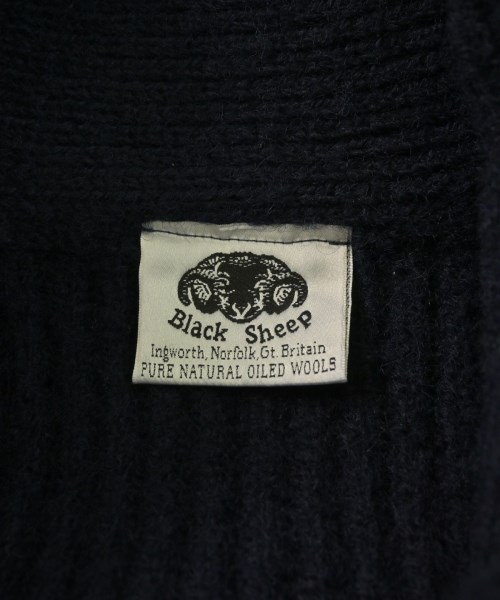 Black Sheep
Ingworth, Norfolk, Gt. Britain
PURE NATURAL OILED WOOLS